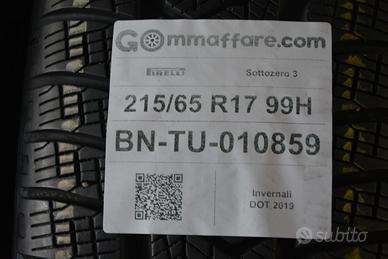 GOmmaffare.com
PIRELLI Sottozero 3
215/65 R17 99H
BN-TU-010859
Invernali
DOT 2019
subito